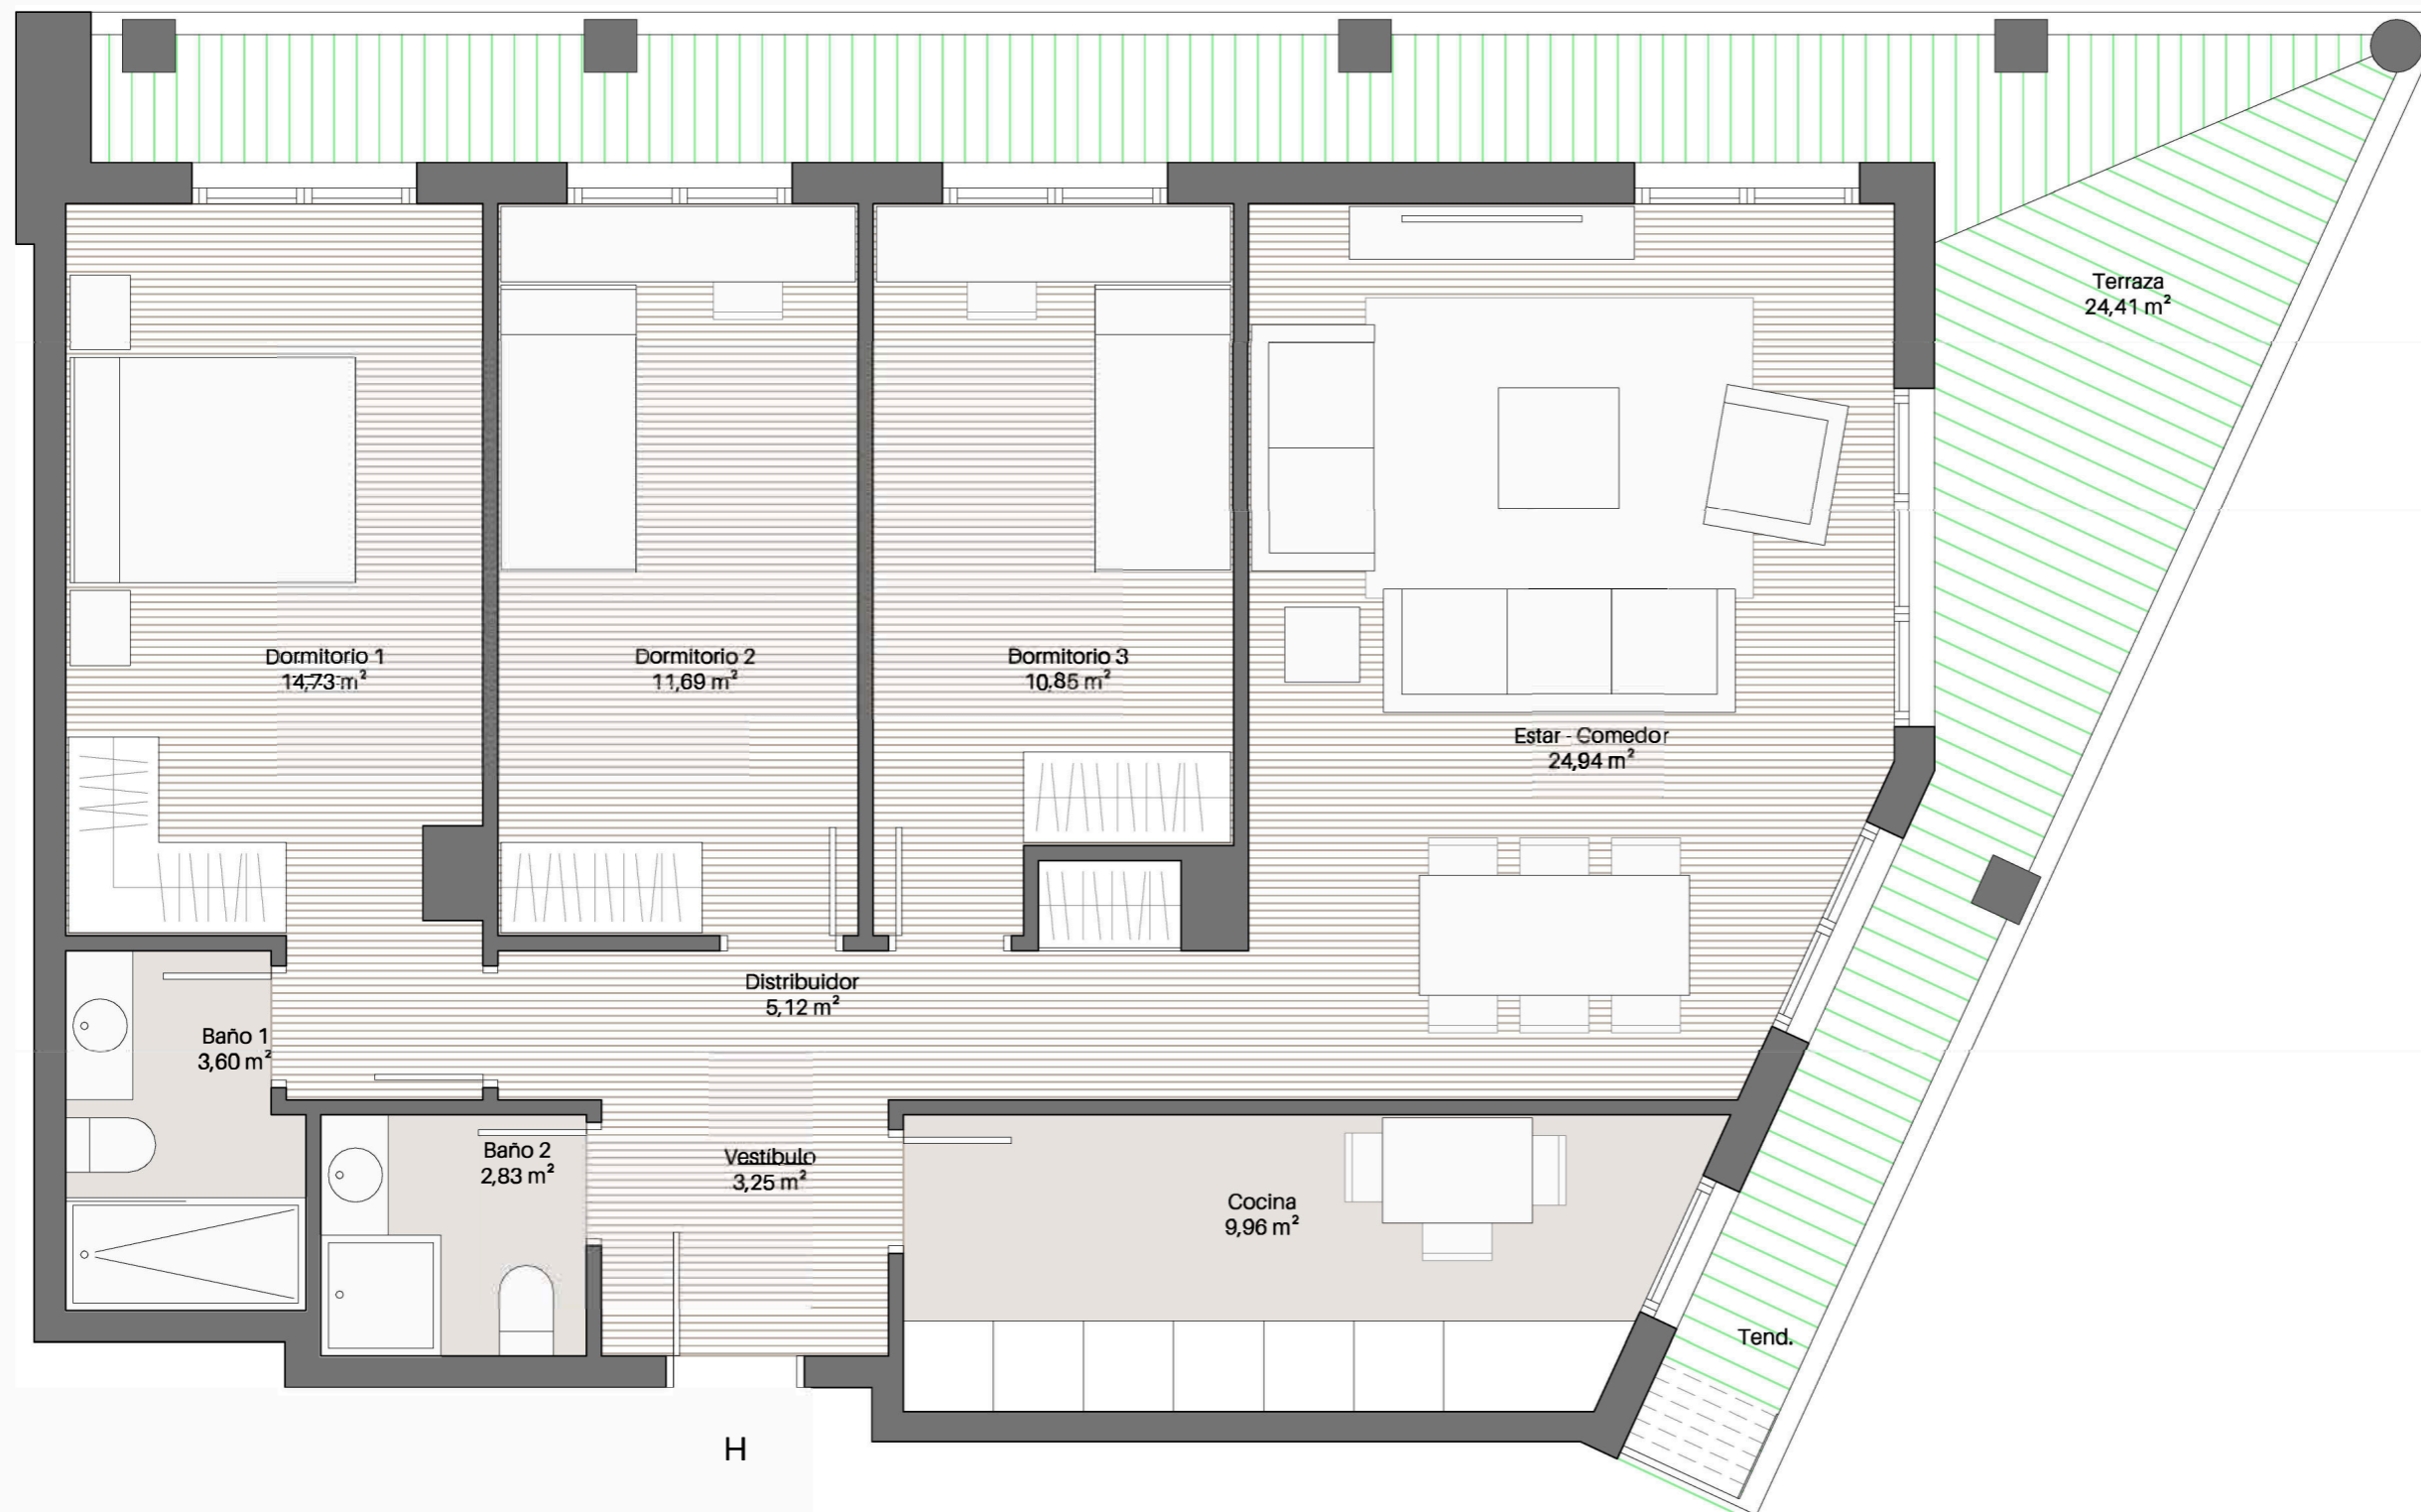 Terraza
24,41 m²
Dormitorio 1
14,73 m²
Dormitorio 2
11,69 m²
Dormitorio 3
10,85 m²
Estar - Comedor
24,94 m²
Distribuidor
5,12 m²
Baño 1
3,60 m²
Baño 2
2,83 m²
Vestíbulo
3,25 m²
Cocina
9,96 m²
Tend.
H